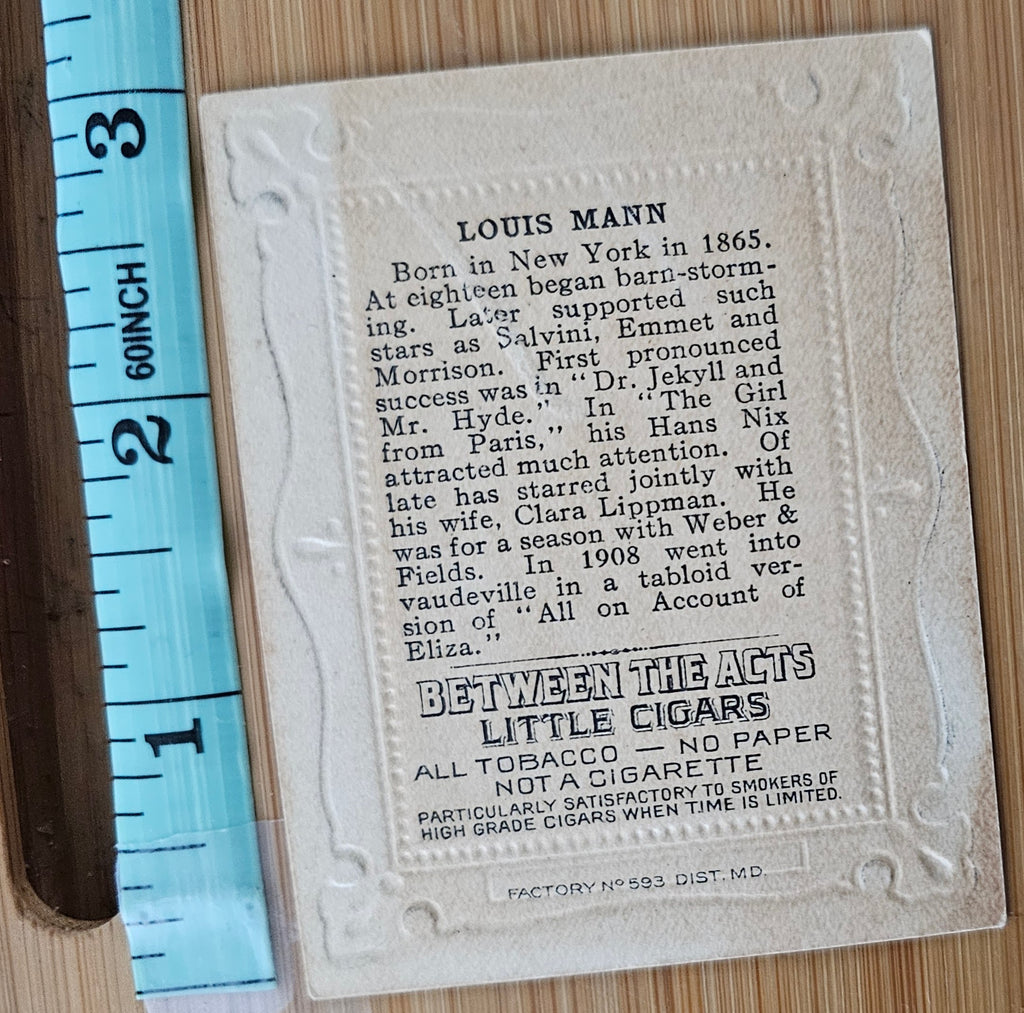 3
60INCH
2
1
LOUIS MANN
Born in New York in 1865.
At eighteen began barn-storm-
ing. Later supported such
stars as Salvini, Emmet and
Morrison. First pronounced
success was in "Dr. Jekyll and
Mr. Hyde." In "The Girl
from Paris," his Hans Nix
attracted much attention. Of
late has starred jointly with
his wife, Clara Lippman. He
was for a season with Weber &
Fields. In 1908 went into
vaudeville in a tabloid ver-
sion of "All on Account of
Eliza."
BETWEEN THE ACTS
LITTLE CIGARS
ALL TOBACCO — NO PAPER
NOT A CIGARETTE
PARTICULARLY SATISFACTORY TO SMOKERS OF
HIGH GRADE CIGARS WHEN TIME IS LIMITED.
FACTORY Nº 593 DIST. MD.